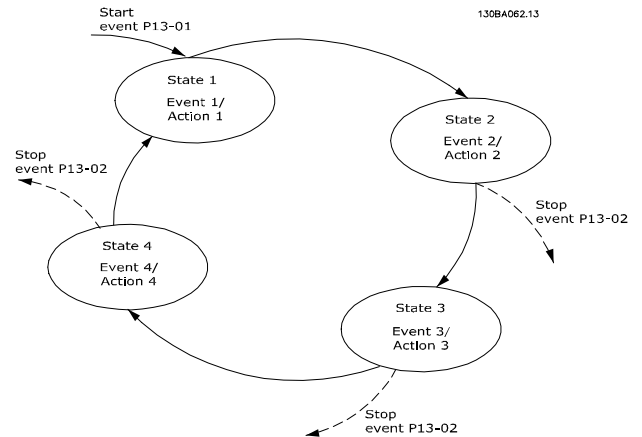 Start
event P13-01
130BA062.13
State 1
Event 1/
Action 1
State 2
Event 2/
Action 2
Stop
event P13-02
Stop
event P13-02
State 4
Event 4/
Action 4
State 3
Event 3/
Action 3
Stop
event P13-02